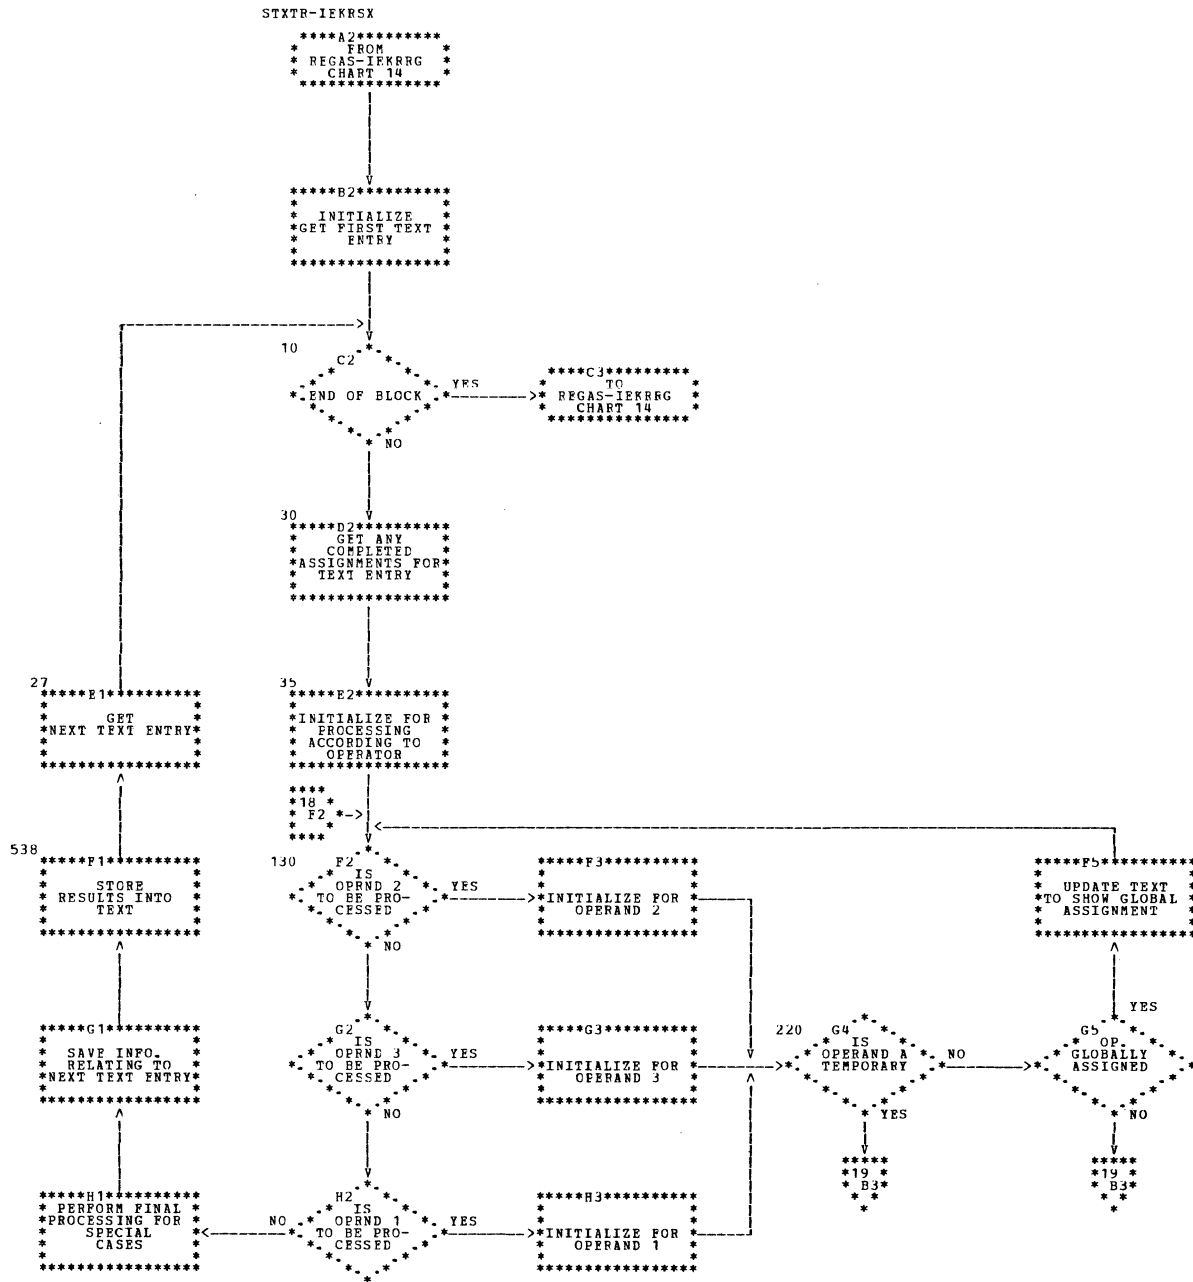 STXTR-IEKRSX
A2
FROM
REGAS-IEKRRG
CHART 14
B2
INITIALIZE
GET FIRST TEXT
ENTRY
10
C2
END OF BLOCK
YES
NO
C3
TO
REGAS-IEKRRG
CHART 14
30
D2
GET ANY
COMPLETED
ASSIGNMENTS FOR
TEXT ENTRY
27
E1
GET
NEXT TEXT ENTRY
35
E2
INITIALIZE FOR
PROCESSING
ACCORDING TO
OPERATOR
18
F2
538
F1
STORE
RESULTS INTO
TEXT
130
F2
IS
OPRND 2
TO BE PRO-
CESSED
YES
NO
F3
INITIALIZE FOR
OPERAND 2
F5
UPDATE TEXT
TO SHOW GLOBAL
ASSIGNMENT
G1
SAVE INFO.
RELATING TO
NEXT TEXT ENTRY
G2
IS
OPRND 3
TO BE PRO-
CESSED
YES
NO
G3
INITIALIZE FOR
OPERAND 3
220
G4
IS
OPERAND A
TEMPORARY
NO
YES
G5
OP.
GLOBALLY
ASSIGNED
YES
NO
19
B3
19
B3
H1
PERFORM FINAL
PROCESSING FOR
SPECIAL
CASES
NO
H2
IS
OPRND 1
TO BE PRO-
CESSED
YES
H3
INITIALIZE FOR
OPERAND 1